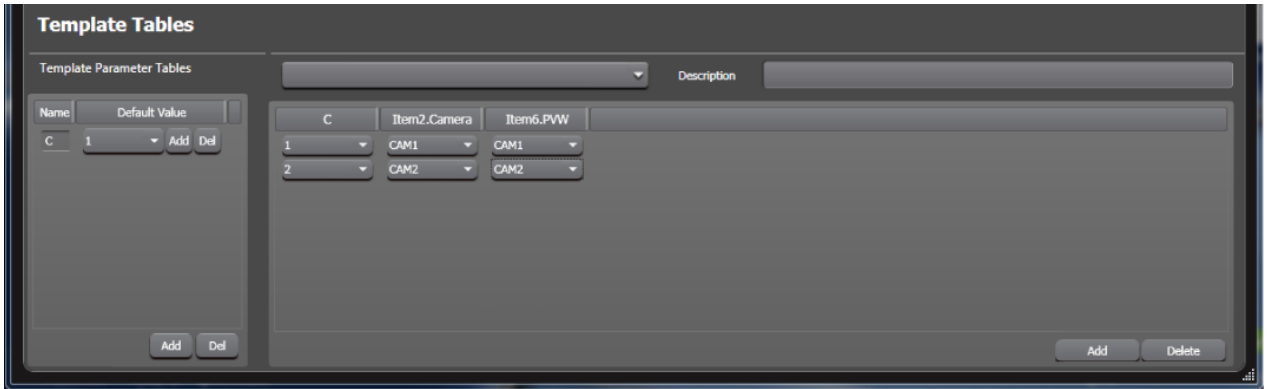 Template Tables
Template Parameter Tables
Description
Name Default Value
C 1 Add Del
Add Del
C Item2.Camera Item6.PVW
1 CAM1 CAM1
2 CAM2 CAM2
Add Delete